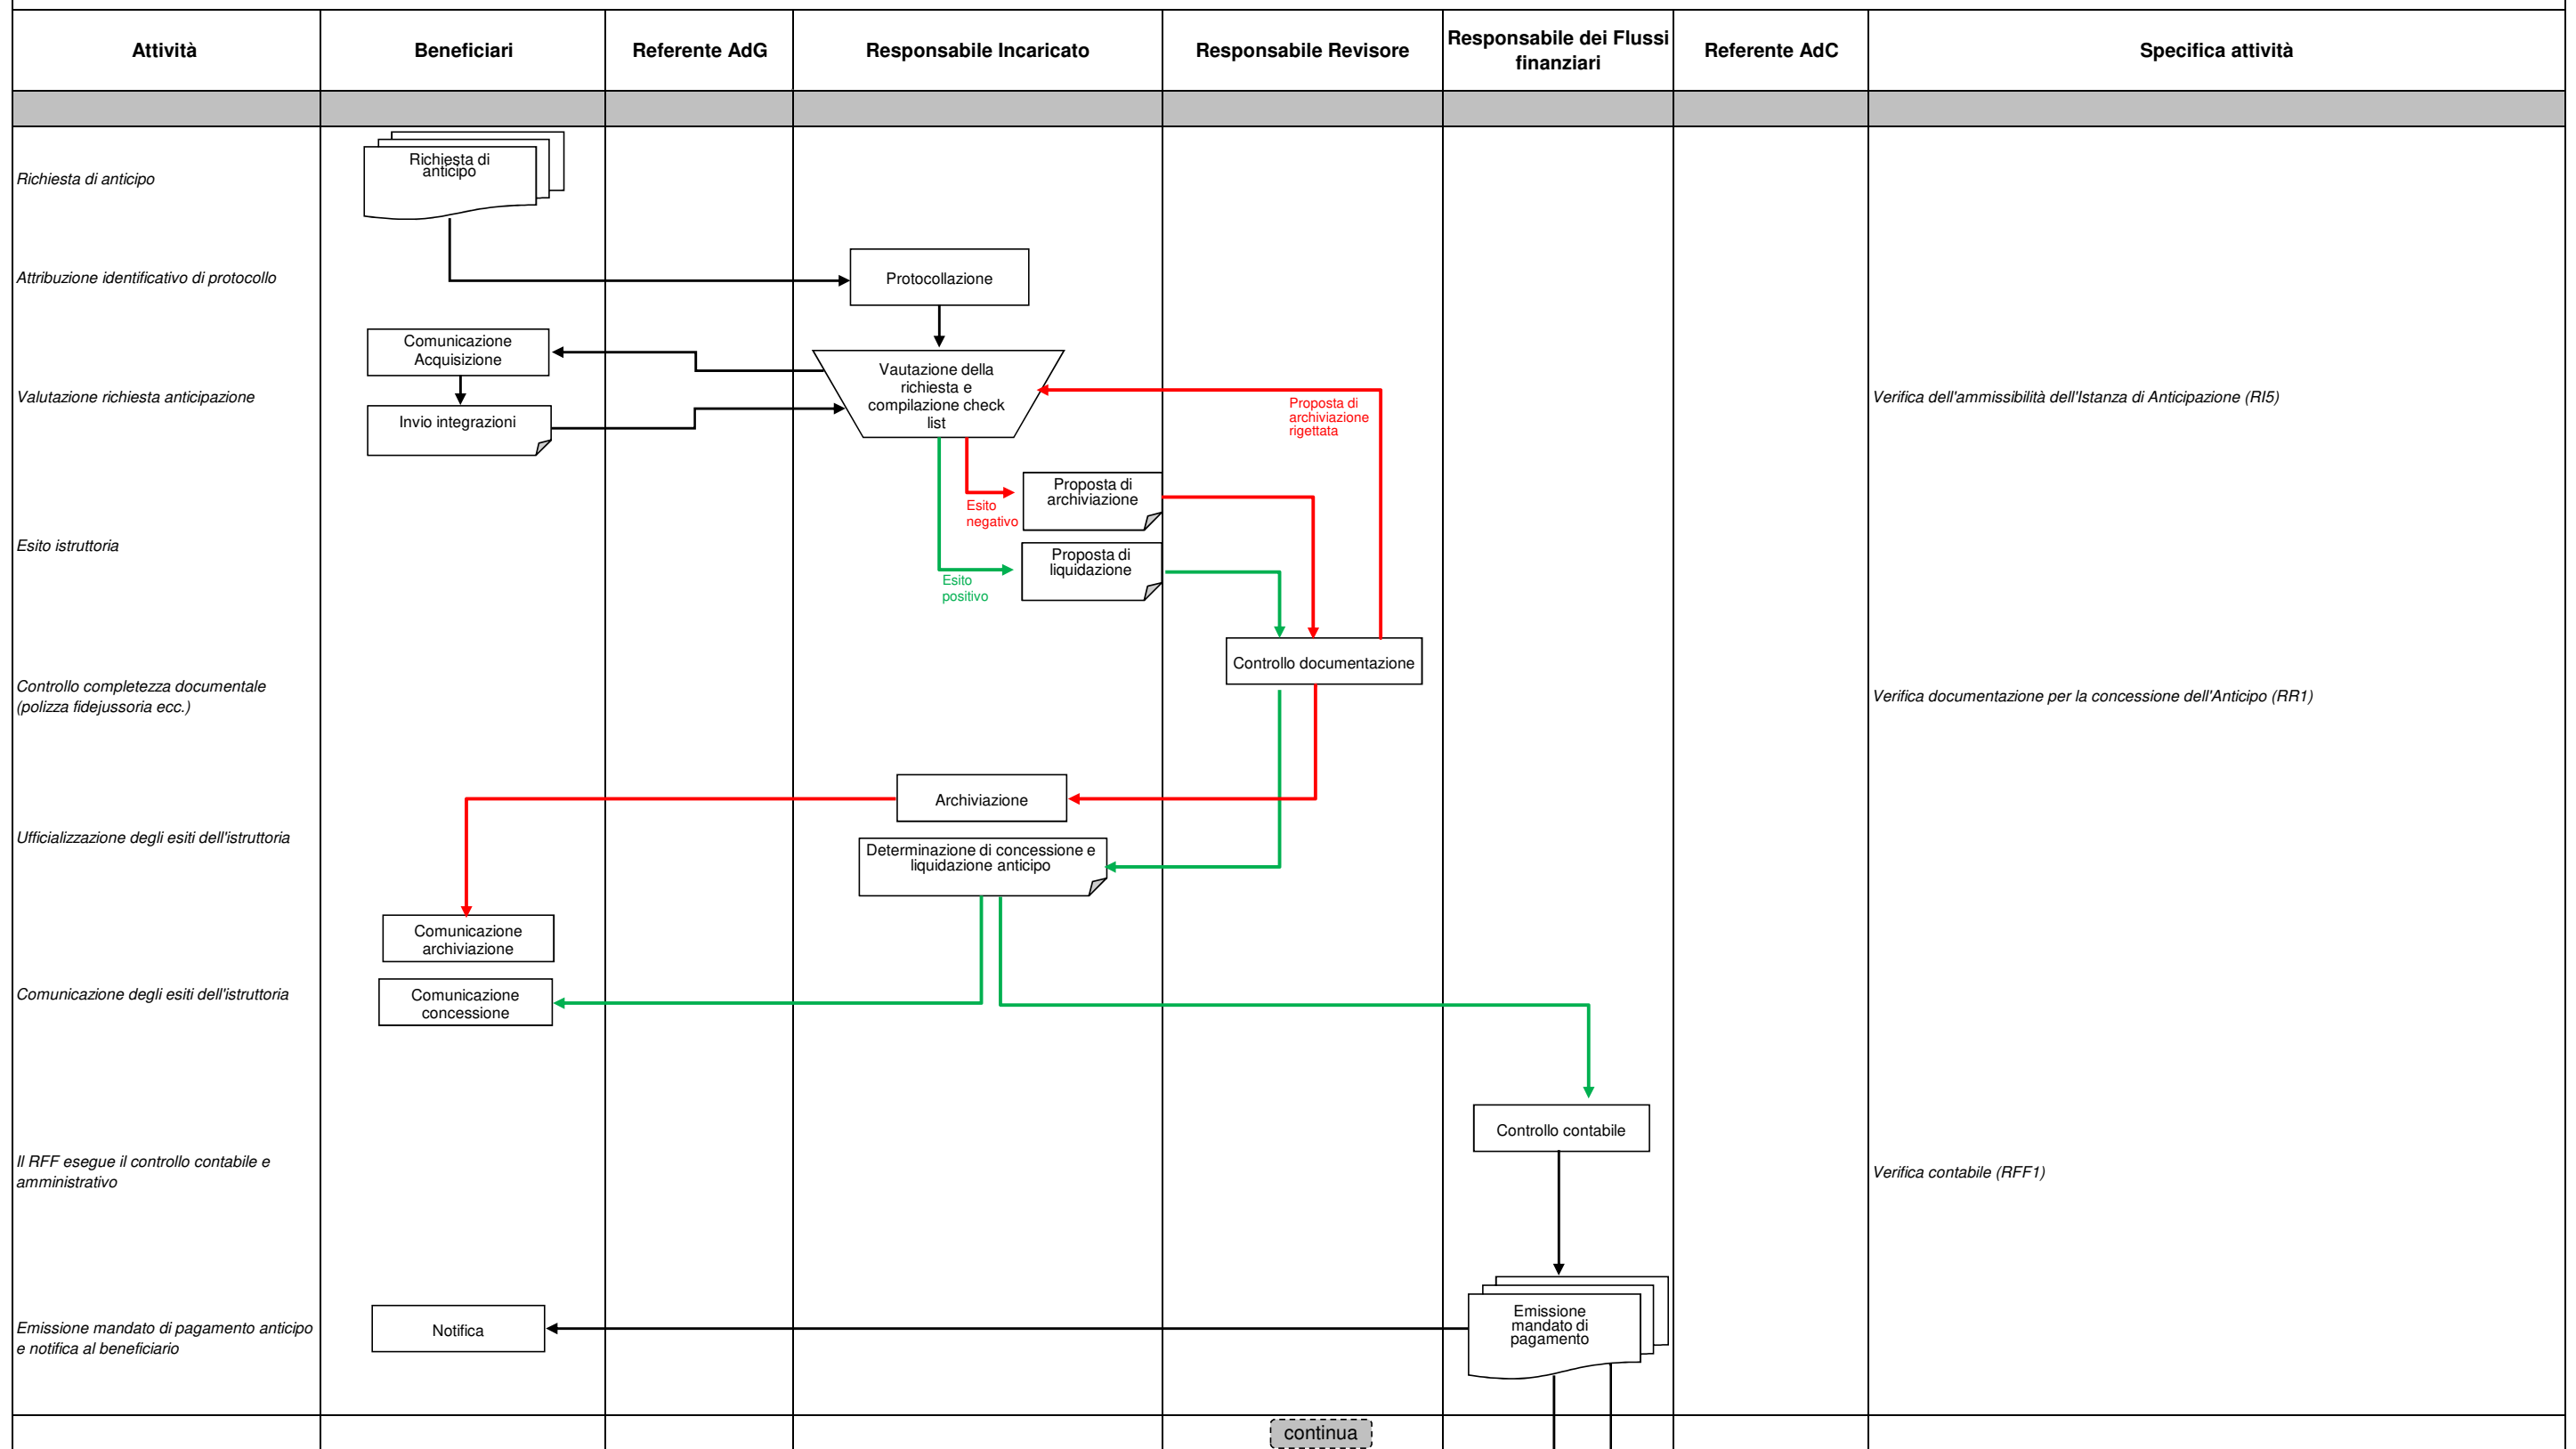 Attività
Beneficiari
Referente AdG
Responsabile Incaricato
Responsabile Revisore
Responsabile dei Flussi
finanziari
Referente AdC
Specifica attività
Richiesta di anticipo
Richiesta di
anticipo
Attribuzione identificativo di protocollo
Protocollazione
Comunicazione
Acquisizione
Valutazione richiesta anticipazione
Invio integrazioni
Vautazione della
richiesta e
compilazione check
list
Proposta di
archiviazione
rigettata
Verifica dell'ammissibilità dell'Istanza di Anticipazione (RI5)
Esito
negativo
Proposta di
archiviazione
Esito istruttoria
Esito
positivo
Proposta di
liquidazione
Controllo documentazione
Controllo completezza documentale
(polizza fidejussoria ecc.)
Verifica documentazione per la concessione dell'Anticipo (RR1)
Archiviazione
Ufficializzazione degli esiti dell'istruttoria
Determinazione di concessione e
liquidazione anticipo
Comunicazione
archiviazione
Comunicazione degli esiti dell'istruttoria
Comunicazione
concessione
Controllo contabile
Il RFF esegue il controllo contabile e
amministrativo
Verifica contabile (RFF1)
Emissione mandato di pagamento anticipo
e notifica al beneficiario
Notifica
Emissione
mandato di
pagamento
continua